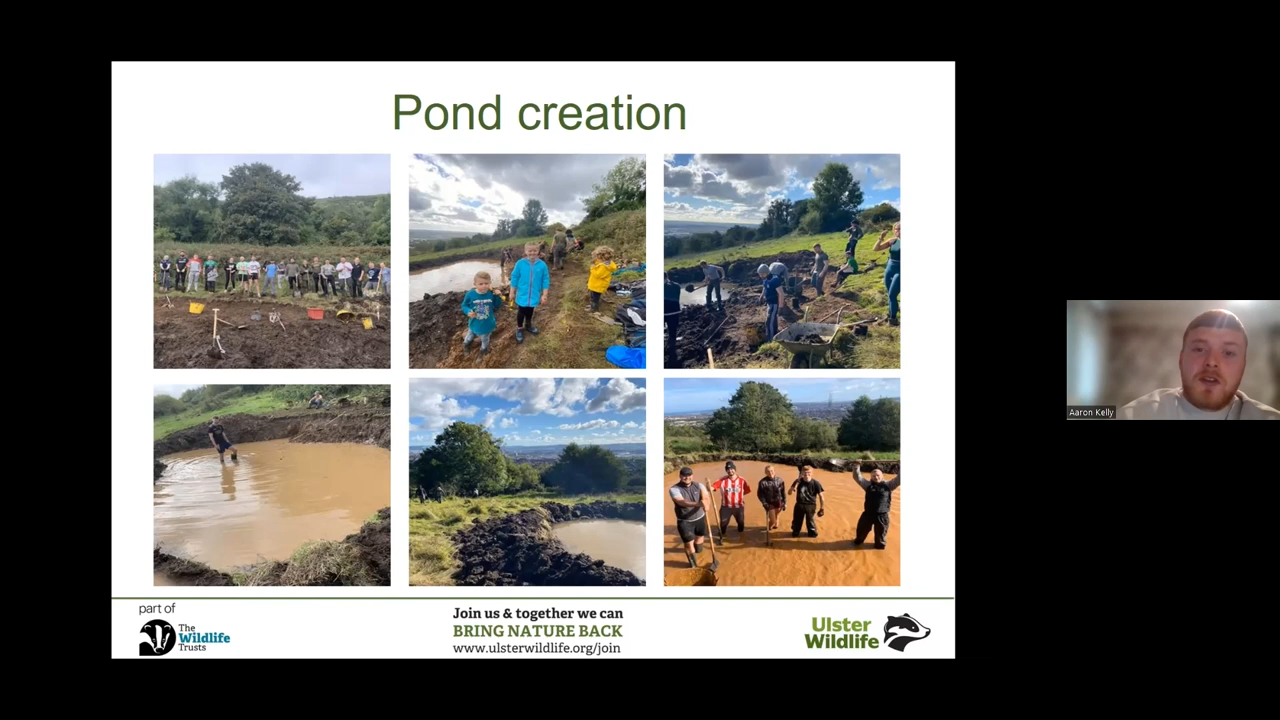 Pond creation
part of
The
Wildlife
Trusts
Join us & together we can
BRING NATURE BACK
www.ulsterwildlife.org/join
Ulster
Wildlife
Aaron Kelly